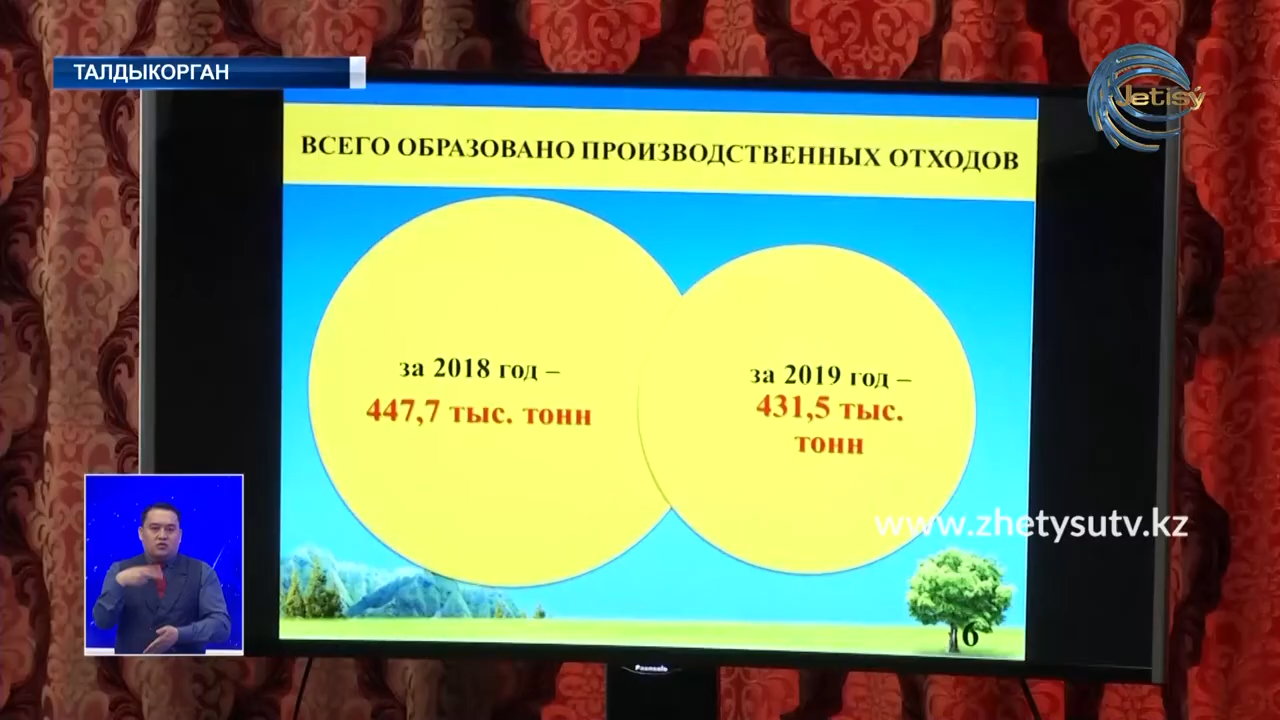 ТАЛДЫКОРГАН
Jetisý
ВСЕГО ОБРАЗОВАНО ПРОИЗВОДСТВЕННЫХ ОТХОДОВ
за 2018 год –
447,7 тыс. тонн
за 2019 год –
431,5 тыс.
тонн
www.zhetysutv.kz
6
Panasonic